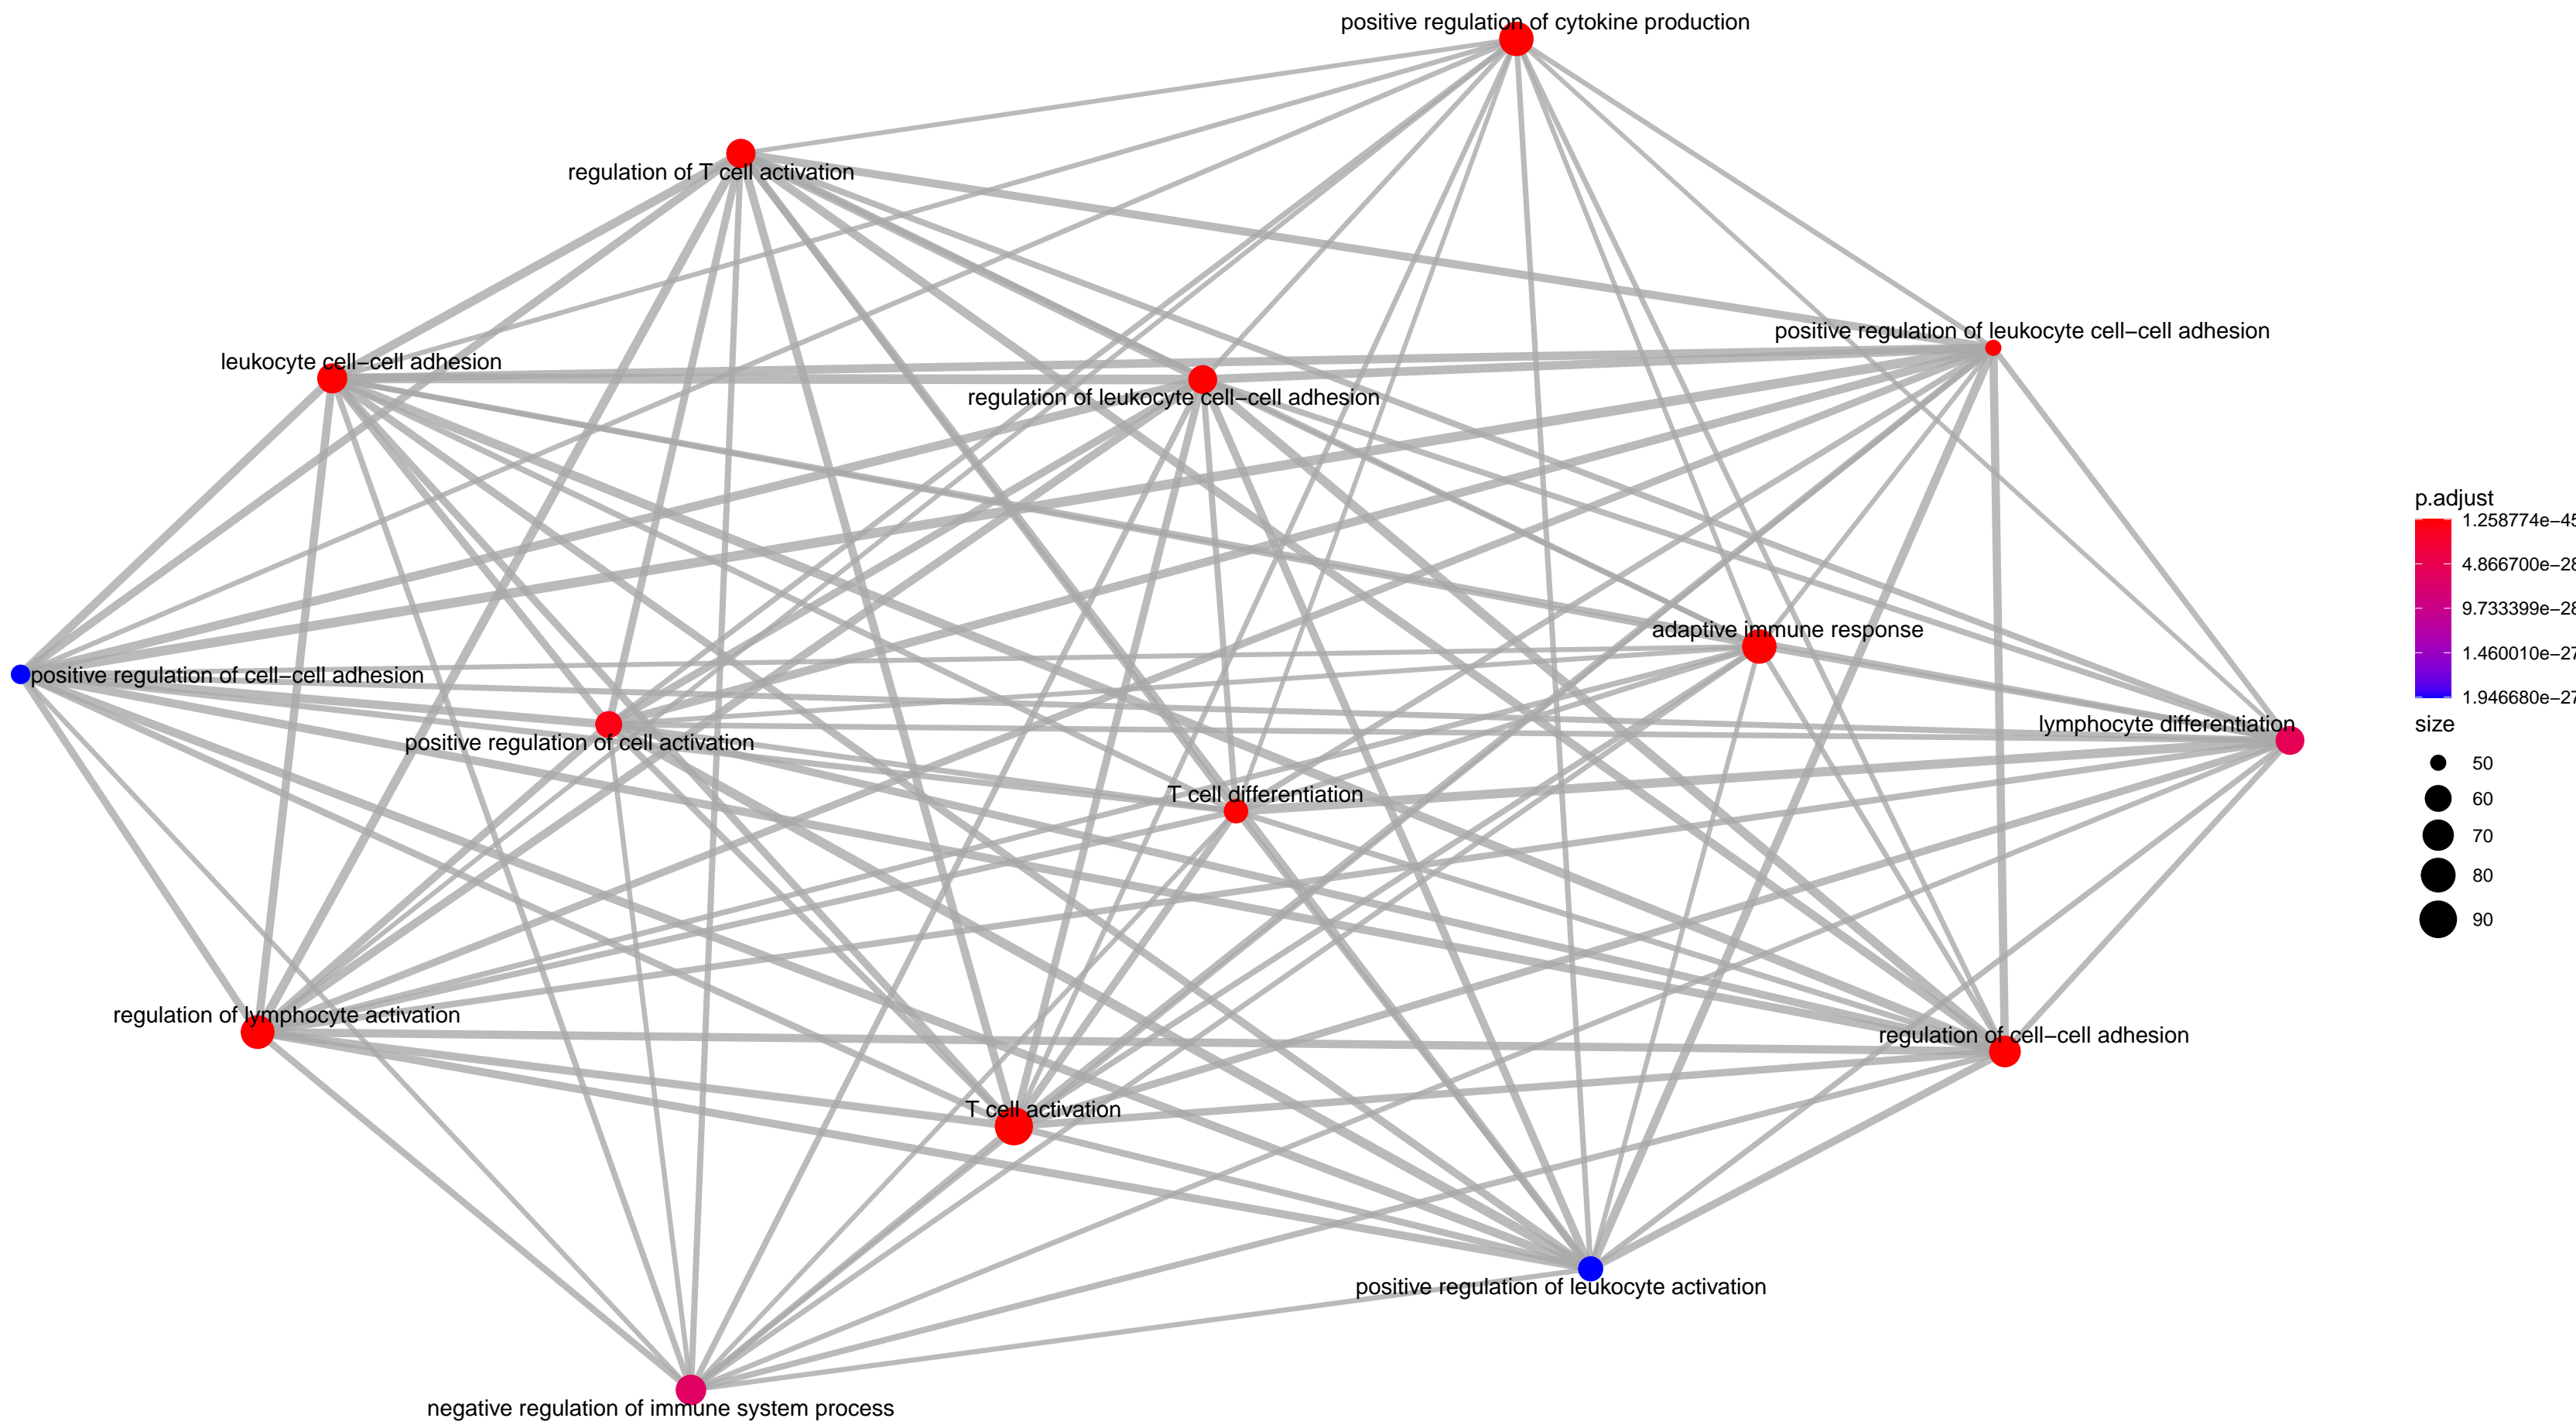 positive regulation of cytokine production
regulation of T cell activation
positive regulation of leukocyte cell−cell adhesion
leukocyte cell−cell adhesion
regulation of leukocyte cell−cell adhesion
adaptive immune response
positive regulation of cell−cell adhesion
lymphocyte differentiation
positive regulation of cell activation
T cell differentiation
regulation of lymphocyte activation
regulation of cell−cell adhesion
T cell activation
positive regulation of leukocyte activation
negative regulation of immune system process
p.adjust
1.258774e−45
4.866700e−28
9.733399e−28
1.460010e−27
1.946680e−27
size
50
60
70
80
90